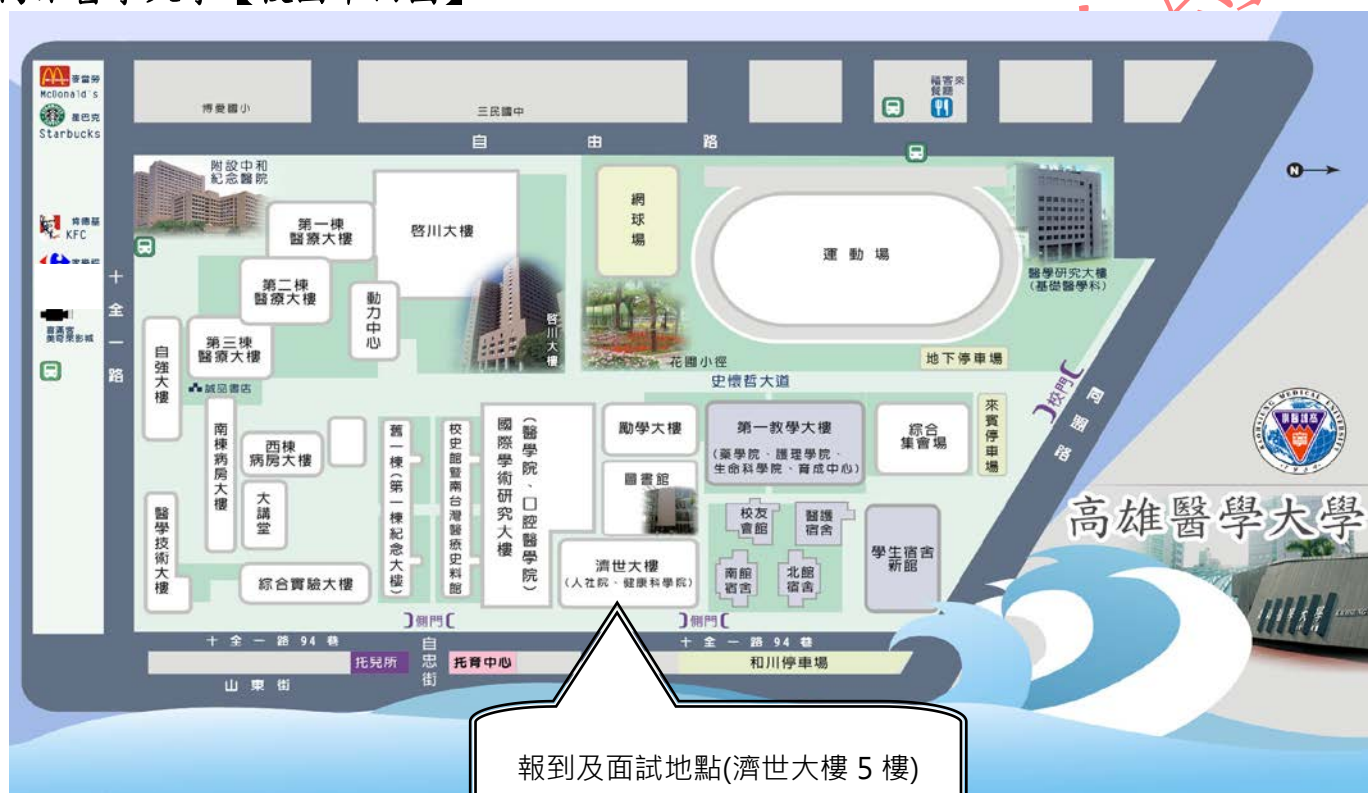 麥當勞
McDonald's
星巴克
Starbucks
肯德基
KFC
喜滿客
美奇萊影城
博愛國小
三民國中
福客來
餐廳
自由路
N
附設中和
紀念醫院
第一棟
醫療大樓
啓川大樓
網球場
運動場
醫學研究大樓
(基礎醫學科)
十全一路
第二棟
醫療大樓
動力中心
啓川大樓
第三棟
醫療大樓
自強大樓
誠品書店
花園小徑
地下停車場
史懷哲大道
校門
同盟路
南棟病房大樓
西棟
病房大樓
大講堂
醫學技術大樓
綜合實驗大樓
舊一棟(第一棟紀念大樓)
校史館暨南台灣醫療史料館
國際學術研究大樓
(醫學院、口腔醫學院)
勵學大樓
圖書館
濟世大樓
(人社院、健康科學院)
第一教學大樓
(藥學院、護理學院、
生命科學院、育成中心)
綜合
集會場
來賓停車場
校友
會館
醫護
宿舍
南館
宿舍
北館
宿舍
學生宿舍
新館
高雄醫學大學
側門
側門
十全一路94巷
自忠街
十全一路94巷
托兒所
托育中心
和川停車場
山東街
報到及面試地點(濟世大樓 5 樓)